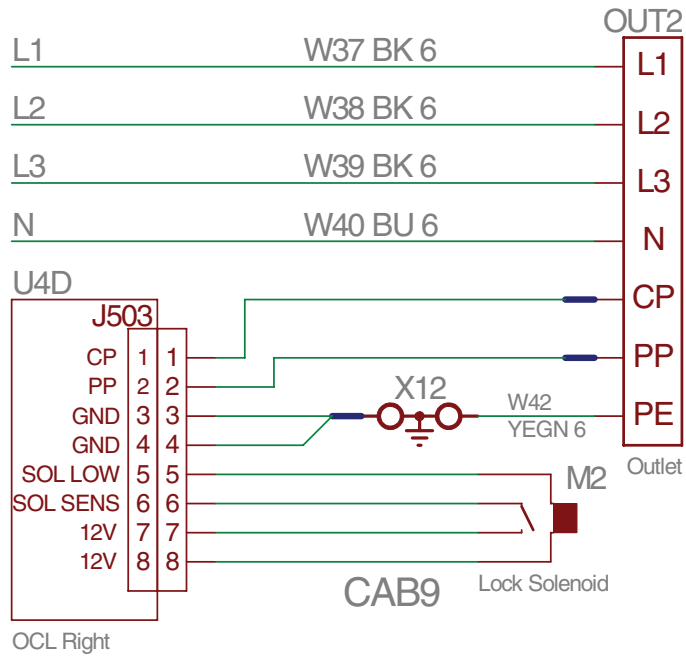 OUT2
L1 W37 BK 6 L1
L2 W38 BK 6 L2
L3 W39 BK 6 L3
N W40 BU 6 N
U4D
CP
J503
CP 1 1
PP
PP 2 2
X12
W42
GND 3 3
PE
YEGN 6
GND 4 4
Outlet
SOL LOW 5 5
M2
SOL SENS 6 6
12V 7 7
12V 8 8
CAB9
Lock Solenoid
OCL Right